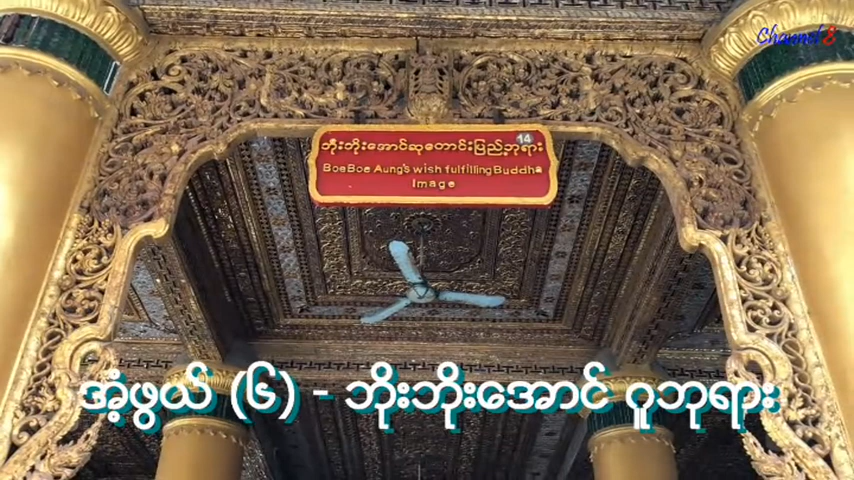 Channel 8
14
ဘိုးဘိုးအောင်ဆုတောင်းပြည့်ဘုရား
BoeBoe Aung's wish fulfilling Buddha
Image
အံ့ဖွယ် (၆) - ဘိုးဘိုးအောင် ဂူဘုရား